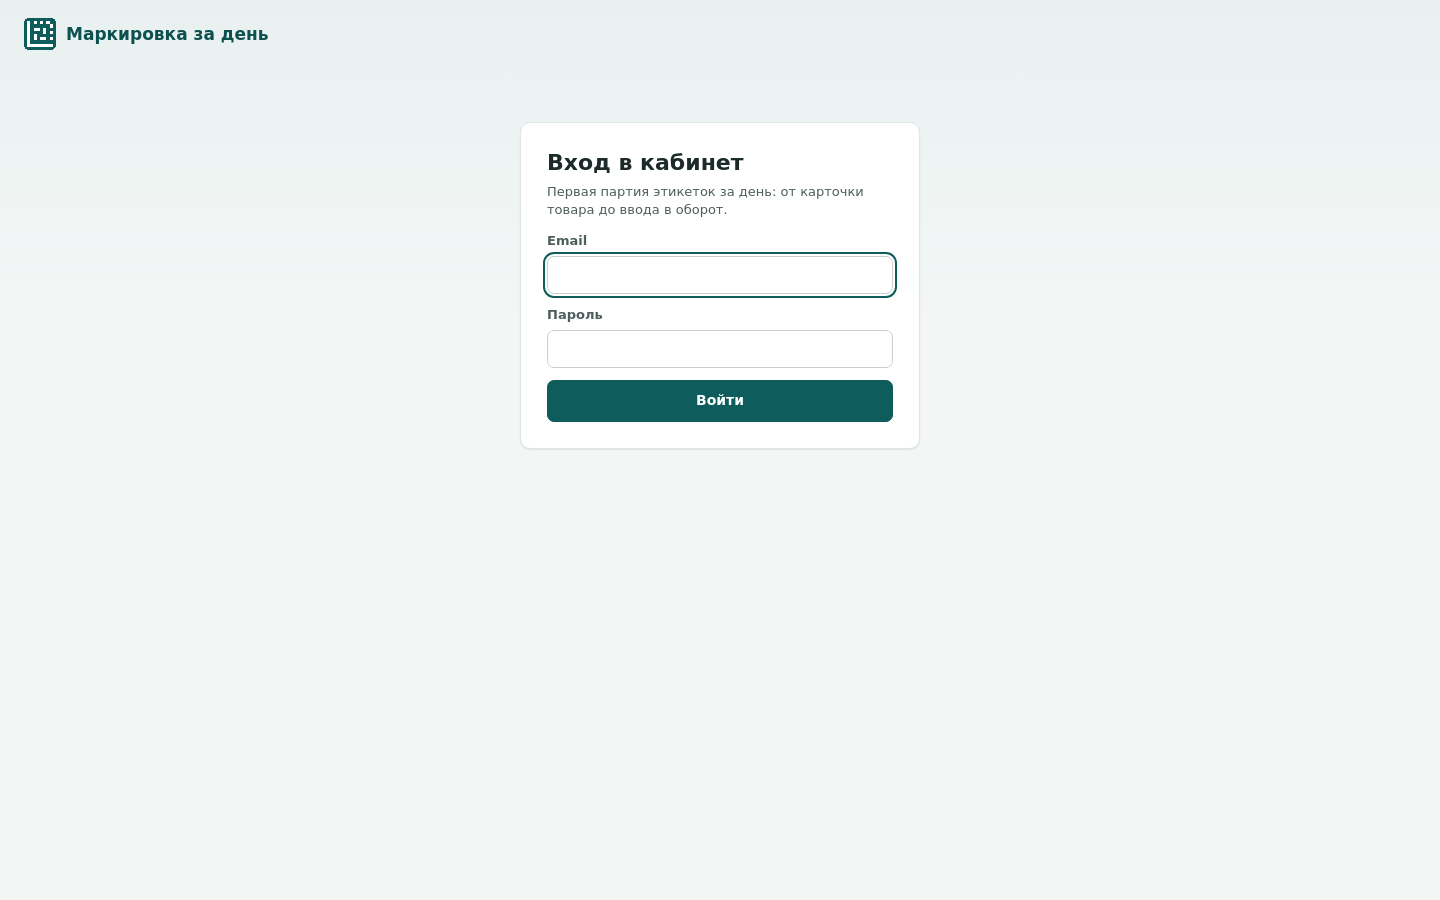 Маркировка за день
Вход в кабинет
Первая партия этикеток за день: от карточки
товара до ввода в оборот.
Email
Пароль
Войти